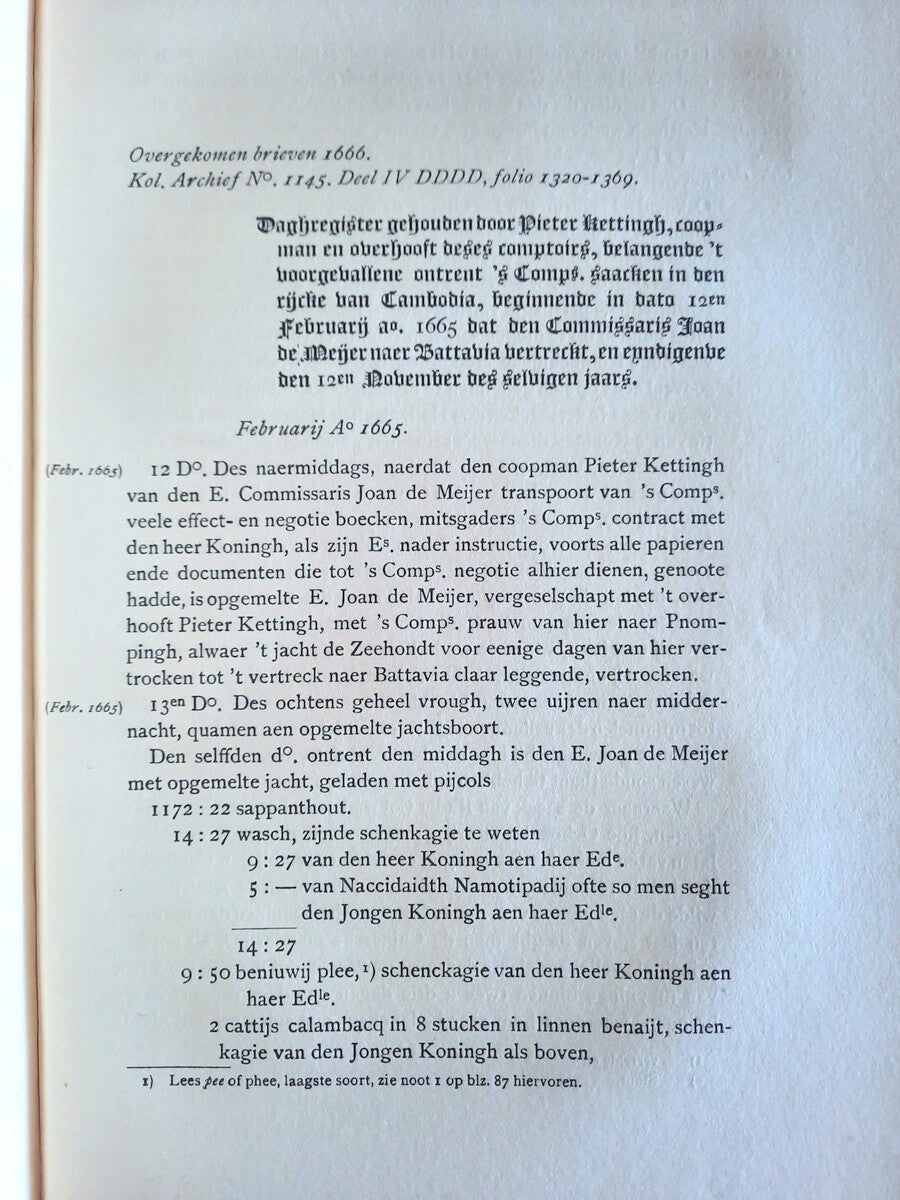 Overgekomen brieven 1666.
Kol. Archief Nº. 1145. Deel IV DDDD, folio 1320-1369.
Daghregister gehouden door Pieter Kettingh, coop-
man en overhooft deses comptoirs, belangende 't
voorgevallene ontrent 's Compˢ. saacken in den
rijcke van Cambodia, beginnende in dato 12en
Februarij aº. 1665 dat den Commissaris Joan
de Meijer naer Battavia vertreckt, en eyndigende
den 12en November des selvigen jaars.
Februarij Aº 1665.
(Febr. 1665) 12 Dº. Des naermiddags, naerdat den coopman Pieter Kettingh
van den E. Commissaris Joan de Meijer transpoort van 's Compˢ.
veele effect- en negotie boecken, mitsgaders 's Compˢ. contract met
den heer Koningh, als zijn Eˢ. nader instructie, voorts alle papieren
ende documenten die tot 's Compˢ. negotie alhier dienen, genoote
hadde, is opgemelte E. Joan de Meijer, vergeselschapt met 't over-
hooft Pieter Kettingh, met 's Compˢ. prauw van hier naer Pnom-
pingh, alwaer 't jacht de Zeehondt voor eenige dagen van hier ver-
trocken tot 't vertreck naer Battavia claar leggende, vertrocken.
(Febr. 1665) 13ᵉⁿ Dº. Des ochtens geheel vrough, twee uijren naer midder-
nacht, quamen aen opgemelte jachtsboort.
Den selffden dº. ontrent den middagh is den E. Joan de Meijer
met opgemelte jacht, geladen met pijcols
1172 : 22 sappanthout.
14 : 27 wasch, zijnde schenkagie te weten
9 : 27 van den heer Koningh aen haer Edᵉ.
5 : — van Naccidaidth Namotipadij ofte so men seght
den Jongen Koningh aen haer Edˡᵉ.
14 : 27
9 : 50 beniuwij plee,¹) schenckagie van den heer Koningh aen
haer Edˡᵉ.
2 cattijs calambacq in 8 stucken in linnen benaijt, schen-
kagie van den Jongen Koningh als boven,
1) Lees pee of phee, laagste soort, zie noot 1 op blz. 87 hiervoren.